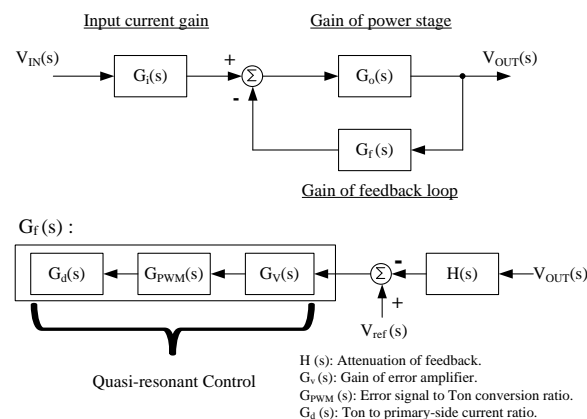 Input current gain
Gain of power stage
V_IN(s)
G_i(s)
+
Σ
-
G_o(s)
V_OUT(s)
G_f(s)
Gain of feedback loop
G_f(s) :
G_d(s)
G_PWM(s)
G_V(s)
Σ
-
+
H(s)
V_OUT(s)
V_ref(s)
Quasi-resonant Control
H (s): Attenuation of feedback.
G_v (s): Gain of error amplifier.
G_PWM (s): Error signal to Ton conversion ratio.
G_d (s): Ton to primary-side current ratio.